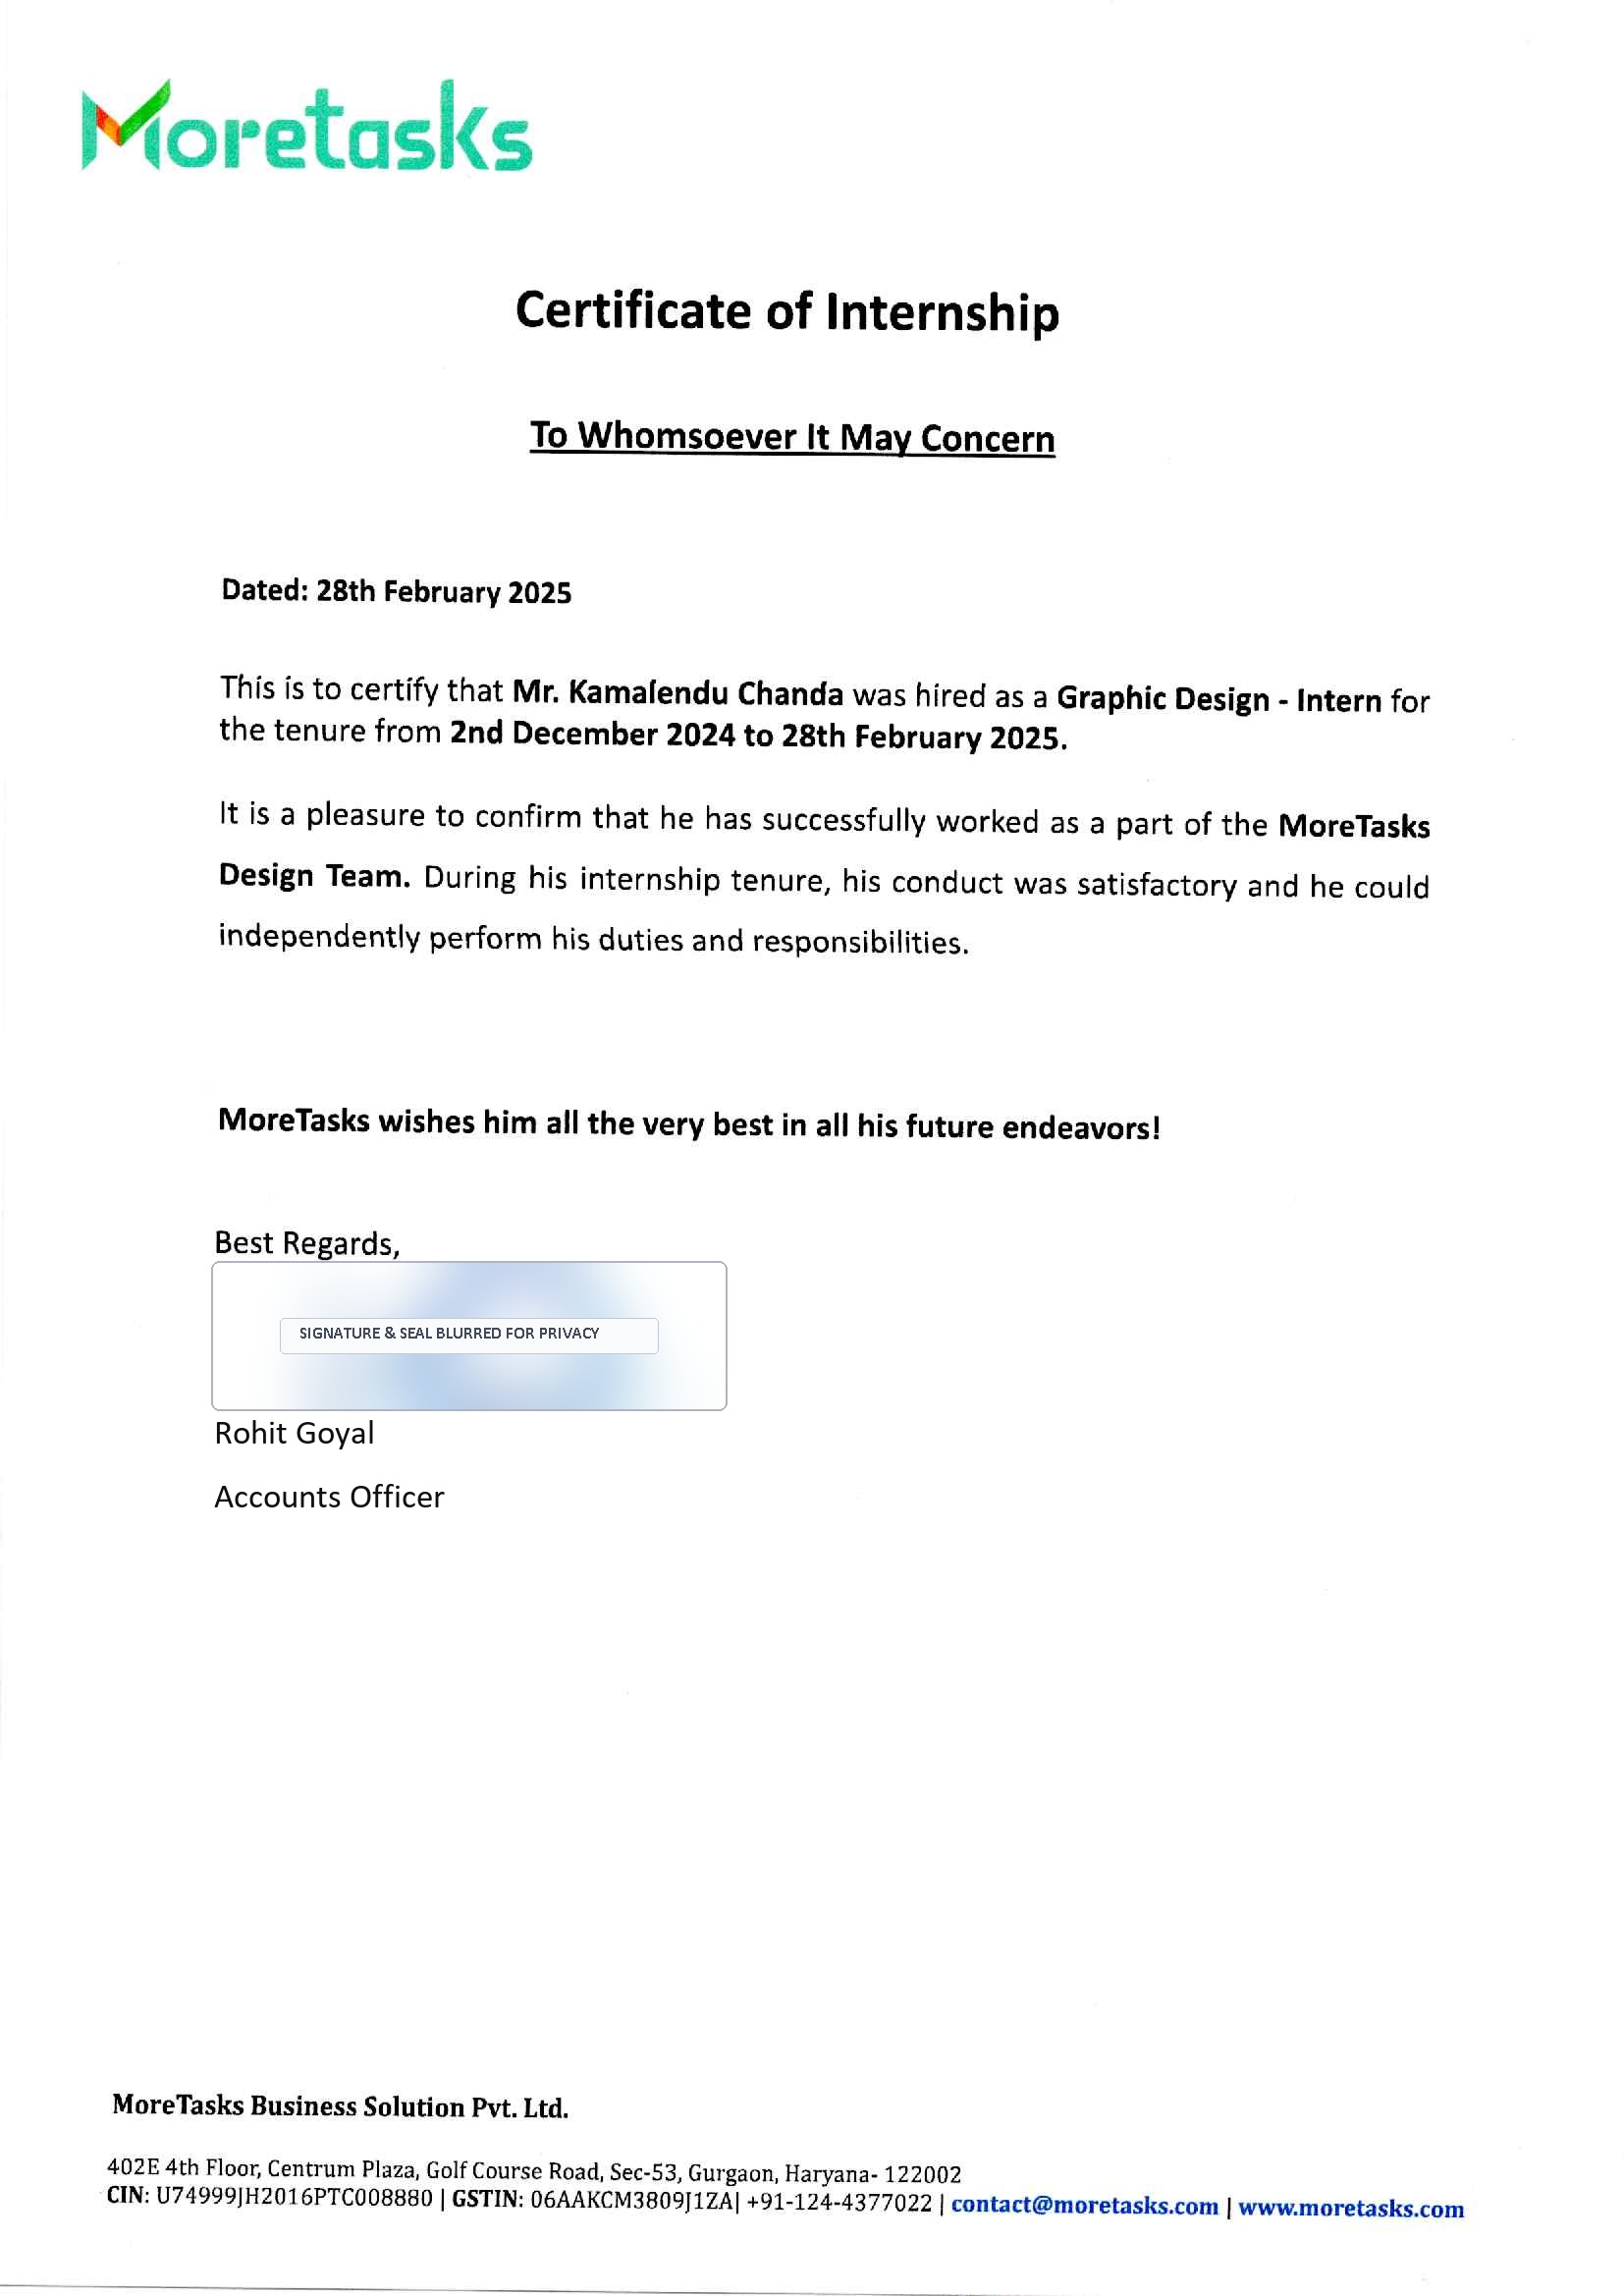 Moretasks
Certificate of Internship
To Whomsoever It May Concern
Dated: 28th February 2025
This is to certify that Mr. Kamalendu Chanda was hired as a Graphic Design - Intern for
the tenure from 2nd December 2024 to 28th February 2025.
It is a pleasure to confirm that he has successfully worked as a part of the MoreTasks
Design Team. During his internship tenure, his conduct was satisfactory and he could
independently perform his duties and responsibilities.
MoreTasks wishes him all the very best in all his future endeavors!
Best Regards,
SIGNATURE & SEAL BLURRED FOR PRIVACY
Rohit Goyal
Accounts Officer
MoreTasks Business Solution Pvt. Ltd.
402E 4th Floor, Centrum Plaza, Golf Course Road, Sec-53, Gurgaon, Haryana- 122002
CIN: U74999JH2016PTC008880 | GSTIN: 06AAKCM3809J1ZA| +91-124-4377022 | contact@moretasks.com | www.moretasks.com